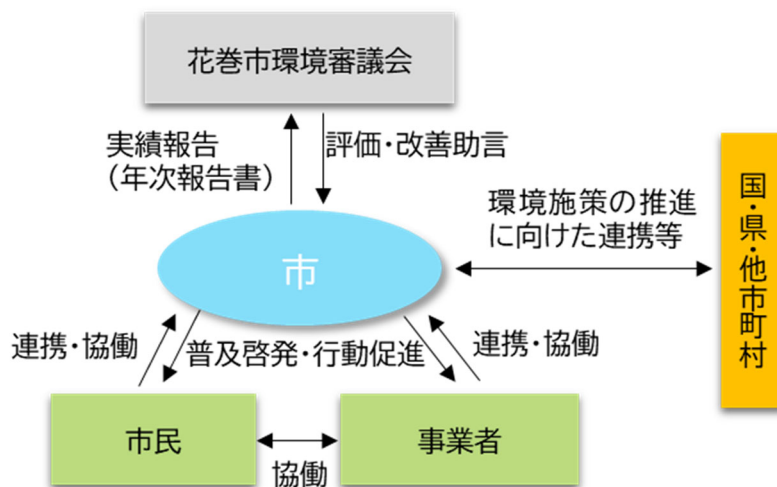 花巻市環境審議会
実績報告
（年次報告書）
評価・改善助言
環境施策の推進
に向けた連携等
国・県・他市町村
市
連携・協働
普及啓発・行動促進
連携・協働
市民
事業者
協働